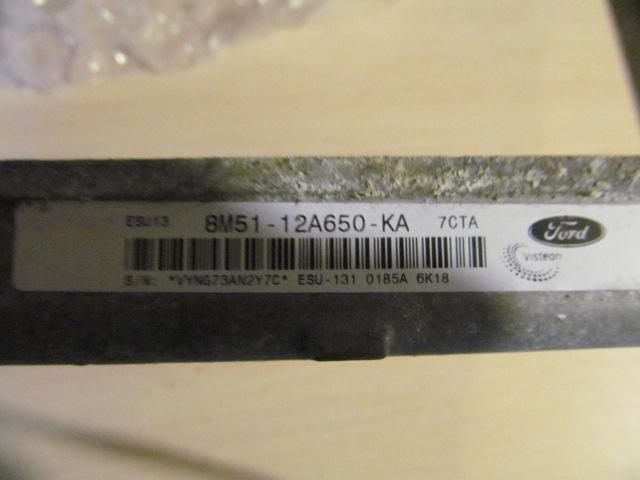 ESU13 8M51-12A650-KA 7CTA
Ford
Visteon
S/N: *VYNG73AN2Y7C* ESU-131 0185A 6K18